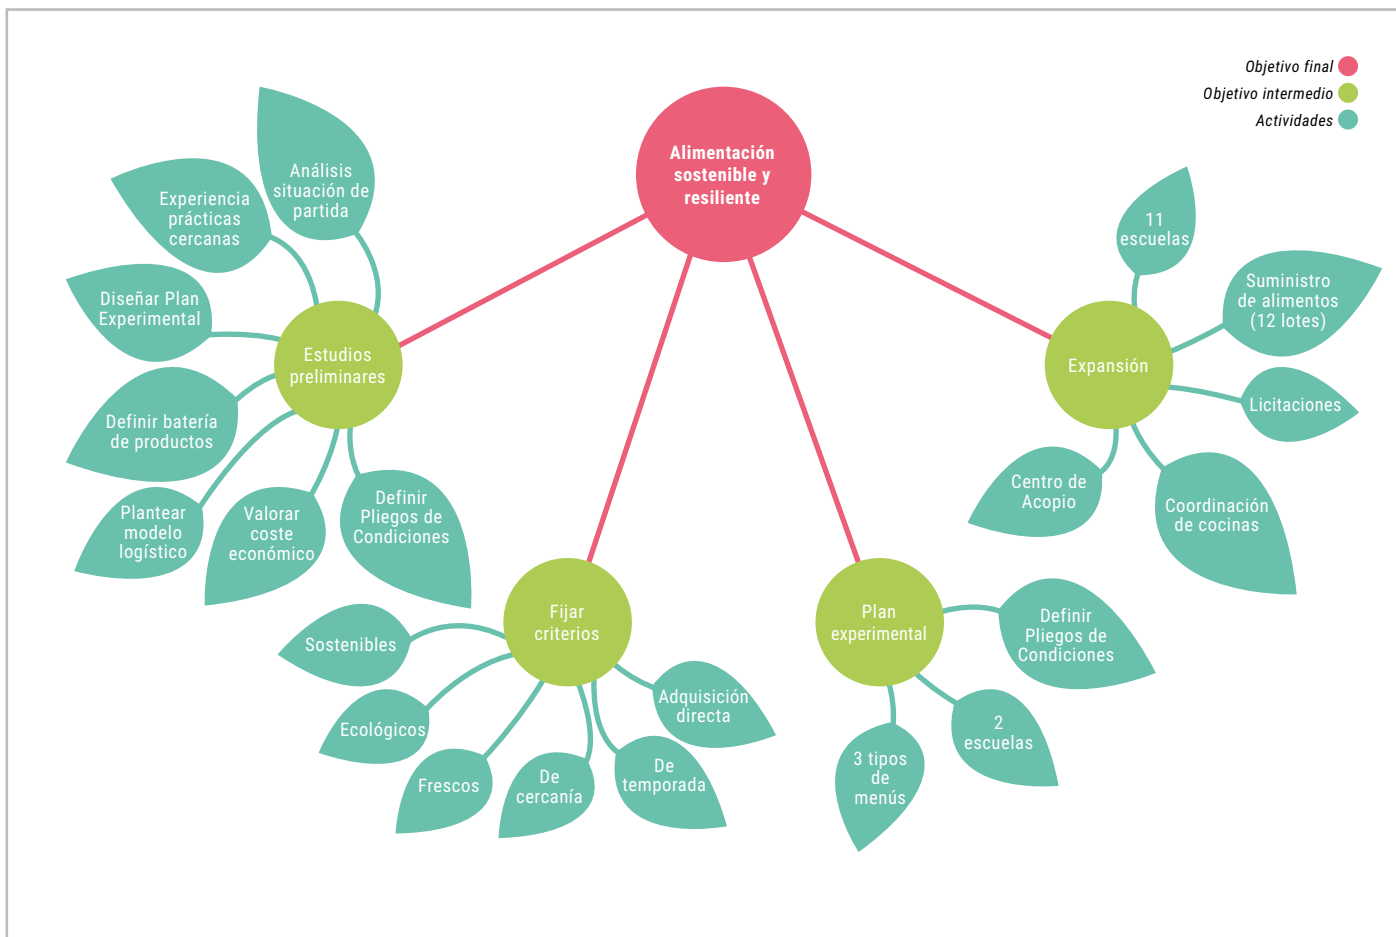 Objetivo final
Objetivo intermedio
Actividades
Alimentación
sostenible y
resiliente
Estudios
preliminares
Análisis
situación de
partida
Experiencia
prácticas
cercanas
Diseñar Plan
Experimental
Definir batería
de productos
Plantear
modelo
logístico
Valorar
coste
económico
Definir
Pliegos de
Condiciones
Fijar
criterios
Sostenibles
Ecológicos
Frescos
De
cercanía
De
temporada
Adquisición
directa
Plan
experimental
Definir
Pliegos de
Condiciones
2
escuelas
3 tipos
de
menús
Expansión
11
escuelas
Suministro
de alimentos
(12 lotes)
Licitaciones
Coordinación
de cocinas
Centro de
Acopio